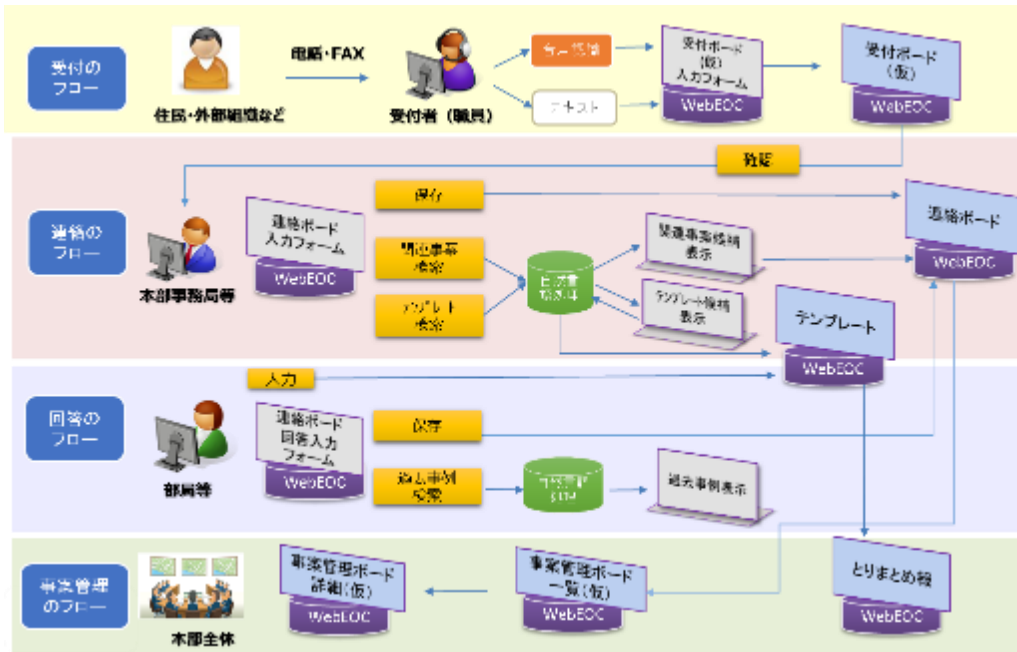 受付の
フロー
住民・外部組織など
電話・FAX
受付者（職員）
音声認識
テキスト
受付ボード
(仮)
入力フォーム
WebEOC
受付ボード
(仮)
WebEOC
確認
連絡の
フロー
本部事務局等
連絡ボード
入力フォーム
WebEOC
保存
関連事案
検索
テンプレート
検索
関連事案候補
表示
テンプレート候補
表示
連絡ボード
WebEOC
テンプレート
WebEOC
回答の
フロー
部局等
入力
連絡ボード
回答入力
フォーム
WebEOC
保存
過去事例
検索
過去事例表示
事案管理
のフロー
本部全体
事案管理ボード
詳細(仮)
WebEOC
事案管理ボード
一覧(仮)
WebEOC
とりまとめ報
WebEOC